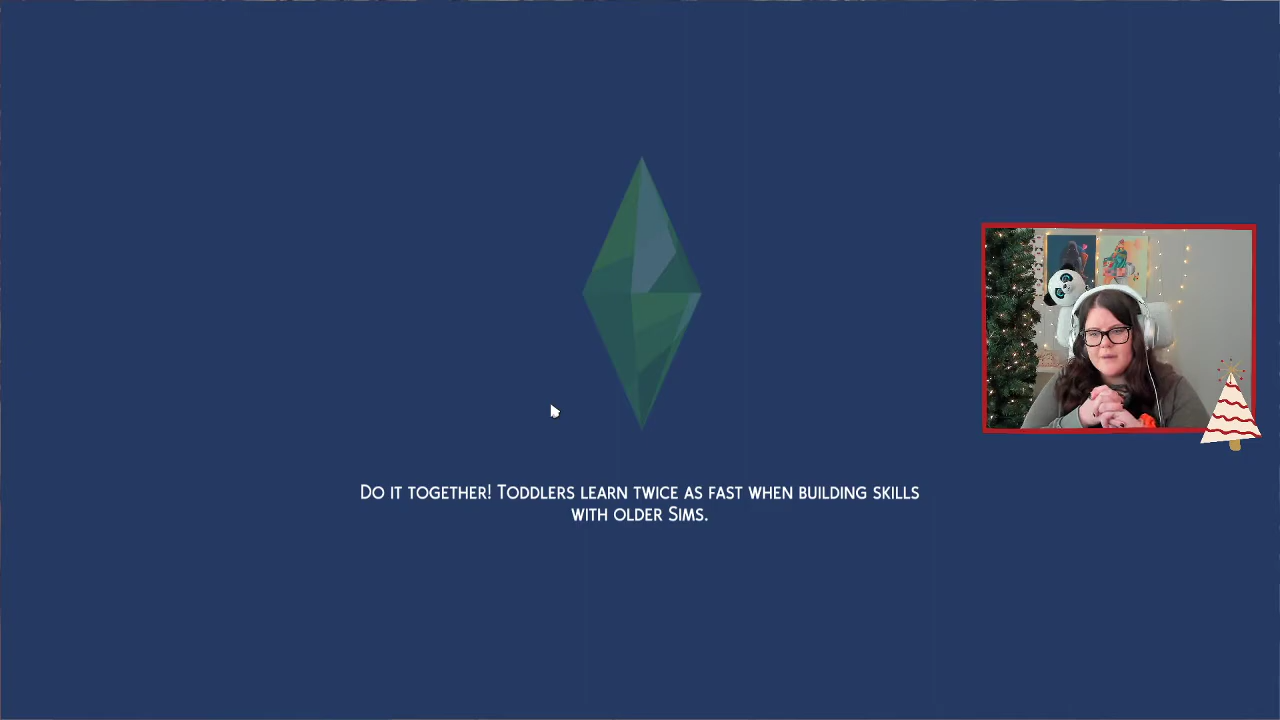 Do it together! Toddlers learn twice as fast when building skills
with older Sims.